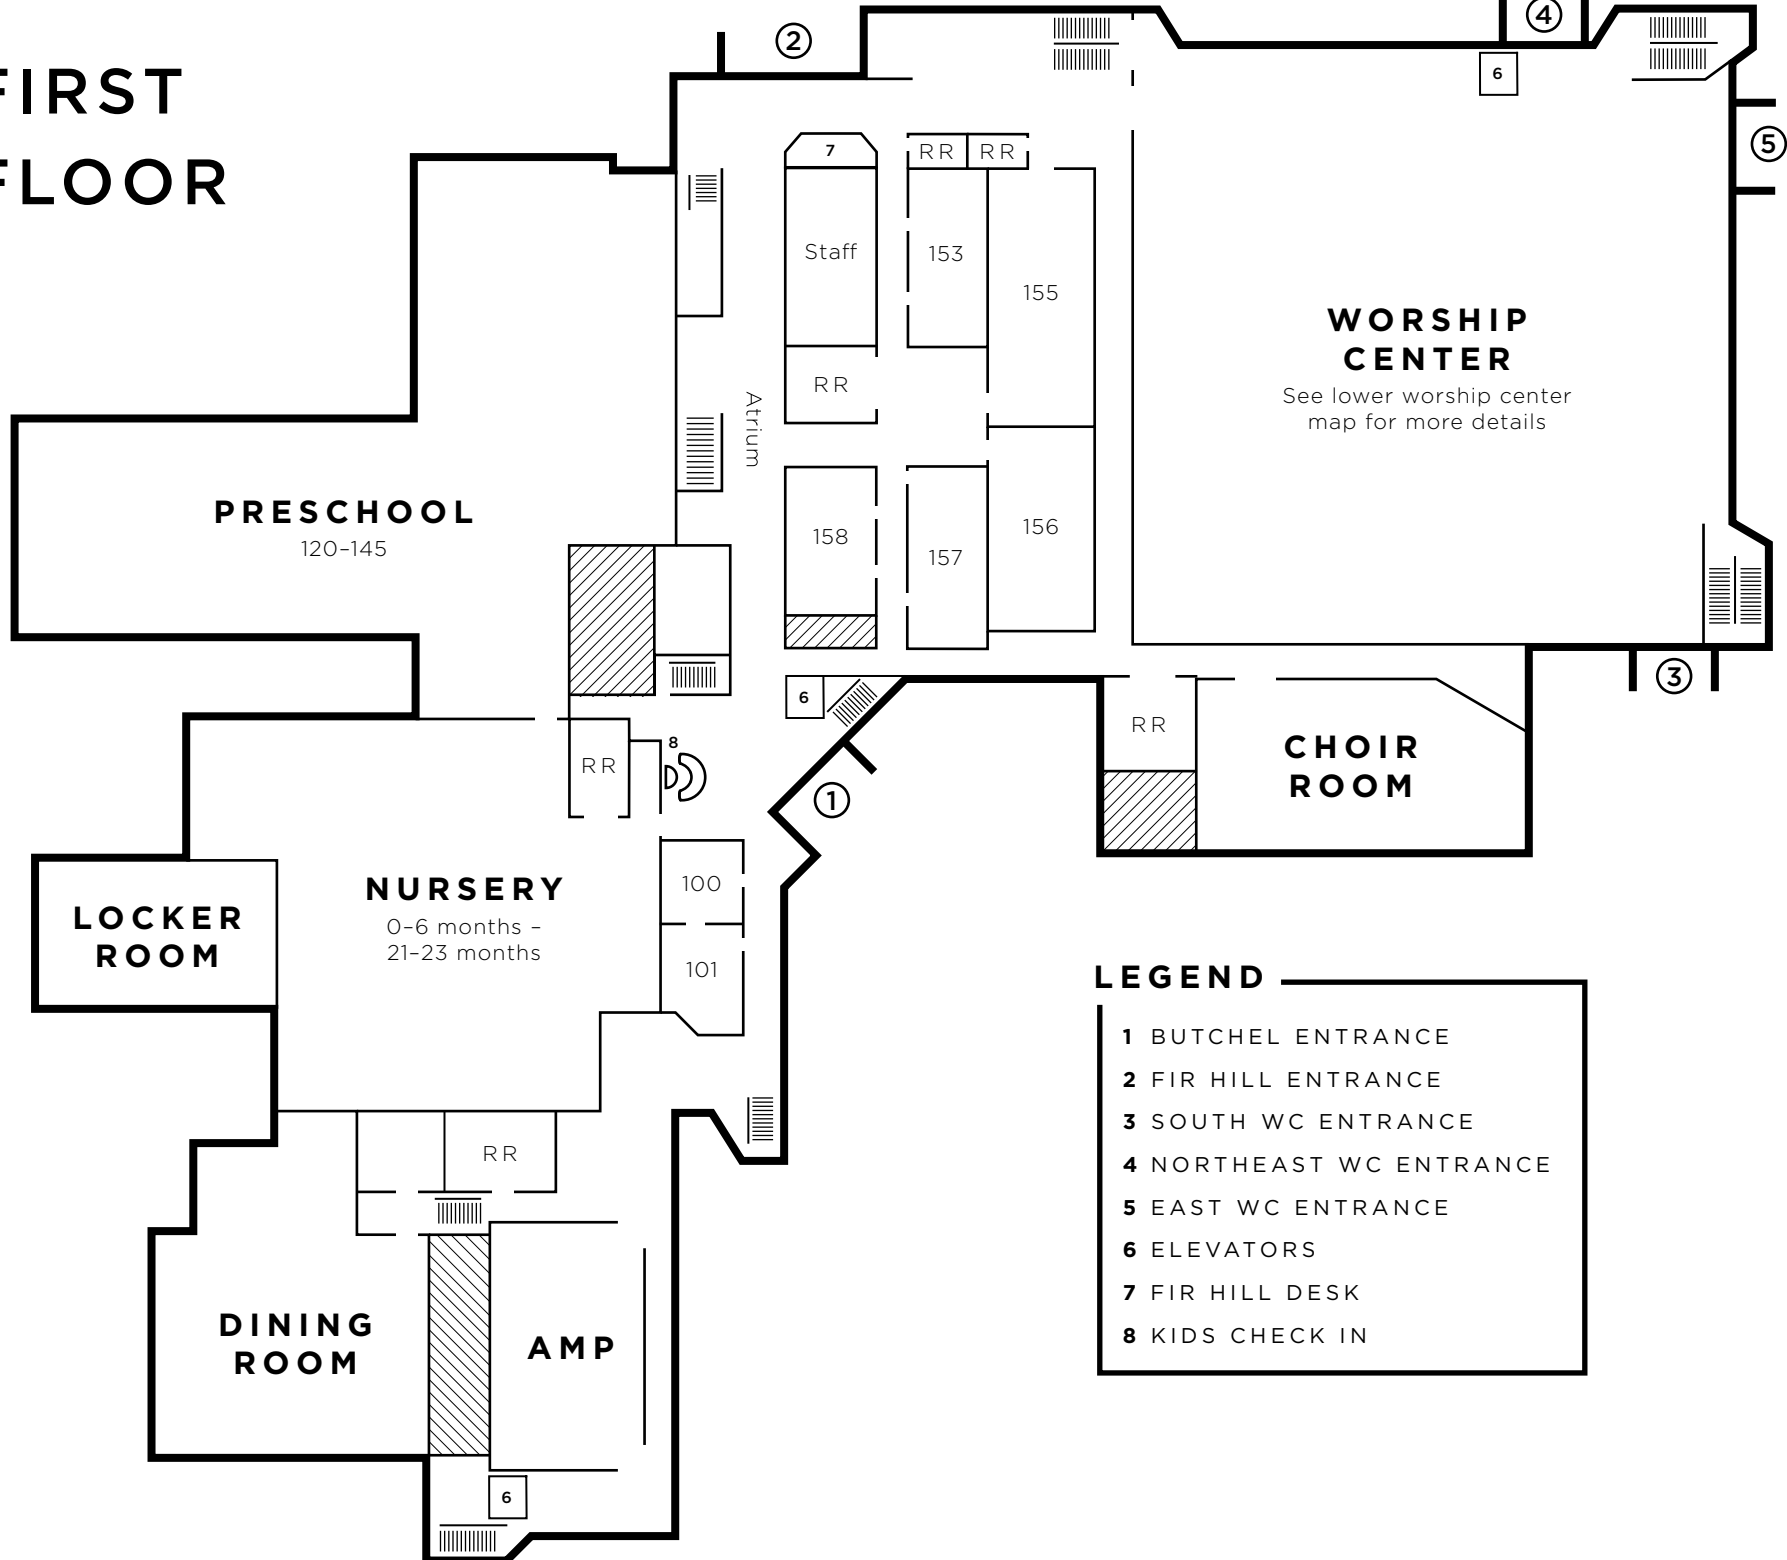 FIRST
FLOOR
2
4
6
5
7
RR RR
Staff
153
155
RR
Atrium
WORSHIP
CENTER
See lower worship center
map for more details
PRESCHOOL
120–145
158
157
156
6
3
RR
CHOIR
ROOM
8
RR
1
100
101
NURSERY
0–6 months –
21–23 months
LOCKER
ROOM
RR
DINING
ROOM
AMP
6
LEGEND
1 BUTCHEL ENTRANCE
2 FIR HILL ENTRANCE
3 SOUTH WC ENTRANCE
4 NORTHEAST WC ENTRANCE
5 EAST WC ENTRANCE
6 ELEVATORS
7 FIR HILL DESK
8 KIDS CHECK IN